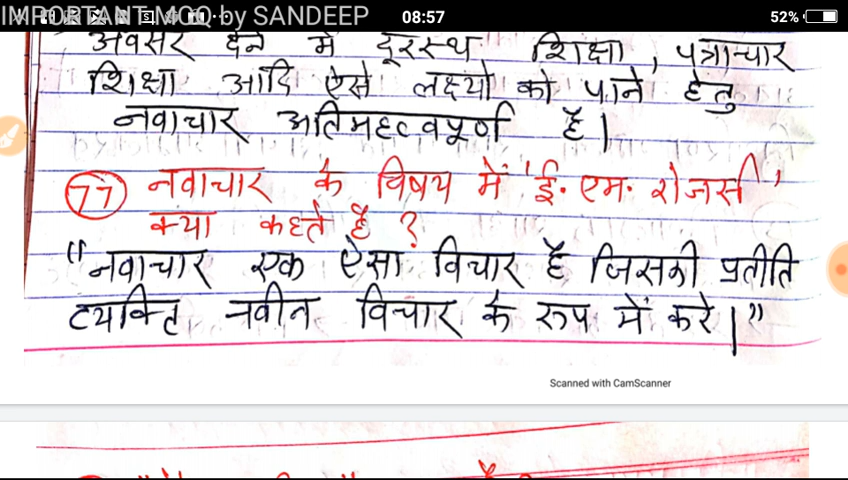 IMPORTANT MCQ by SANDEEP
08:57
52%
अवसर देने में दूरस्थ शिक्षा, पत्राचार
शिक्षा आदि ऐसे लक्ष्यो को पाने हेतु
नवाचार अतिमहत्वपूर्ण है।
77 नवाचार के विषय में 'ई. एम. रोजर्स'
क्या कहते है ?
"नवाचार एक ऐसा विचार है जिसकी प्रतीति
व्यक्ति नवीन विचार के रूप में करे।"
Scanned with CamScanner